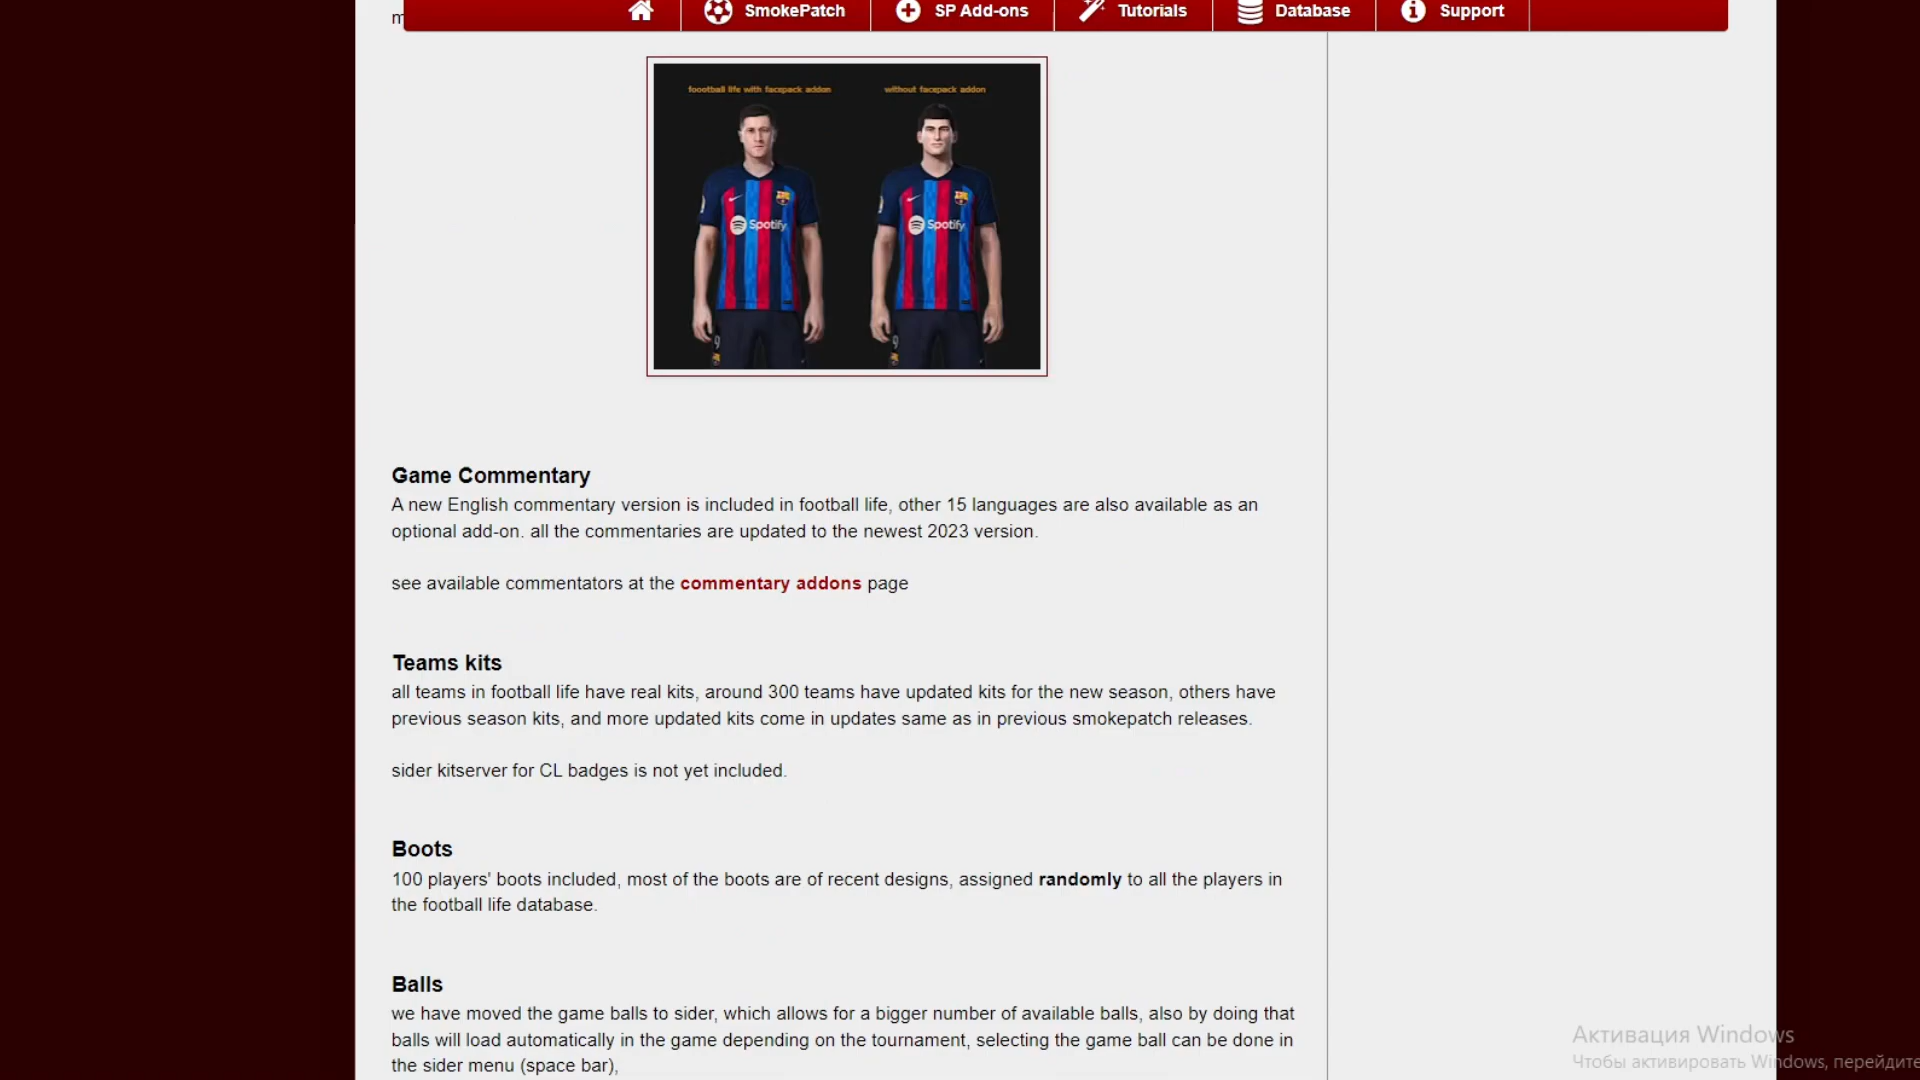 m
SmokePatch
SP Add-ons
Tutorials
Database
Support
foootball life with facepack addon
without facepack addon
Spotify
Spotify
9
9
Game Commentary
A new English commentary version is included in football life, other 15 languages are also available as an
optional add-on. all the commentaries are updated to the newest 2023 version.
see available commentators at the commentary addons page
Teams kits
all teams in football life have real kits, around 300 teams have updated kits for the new season, others have
previous season kits, and more updated kits come in updates same as in previous smokepatch releases.
sider kitserver for CL badges is not yet included.
Boots
100 players' boots included, most of the boots are of recent designs, assigned randomly to all the players in
the football life database.
Balls
we have moved the game balls to sider, which allows for a bigger number of available balls, also by doing that
balls will load automatically in the game depending on the tournament, selecting the game ball can be done in
the sider menu (space bar),
Активация Windows
Чтобы активировать Windows, перейдите